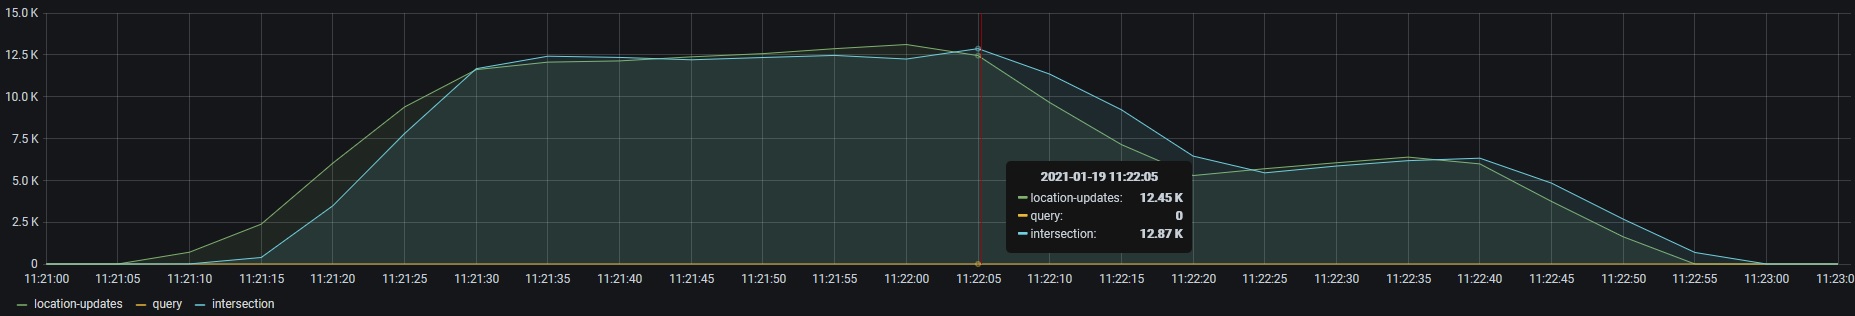 15.0 K
12.5 K
10.0 K
7.5 K
5.0 K
2.5 K
0
2021-01-19 11:22:05
location-updates: 12.45 K
query: 0
intersection: 12.87 K
11:21:00 11:21:05 11:21:10 11:21:15 11:21:20 11:21:25 11:21:30 11:21:35 11:21:40 11:21:45 11:21:50 11:21:55 11:22:00 11:22:05 11:22:10 11:22:15 11:22:20 11:22:25 11:22:30 11:22:35 11:22:40 11:22:45 11:22:50 11:22:55 11:23:00 11:23:0
location-updates query intersection